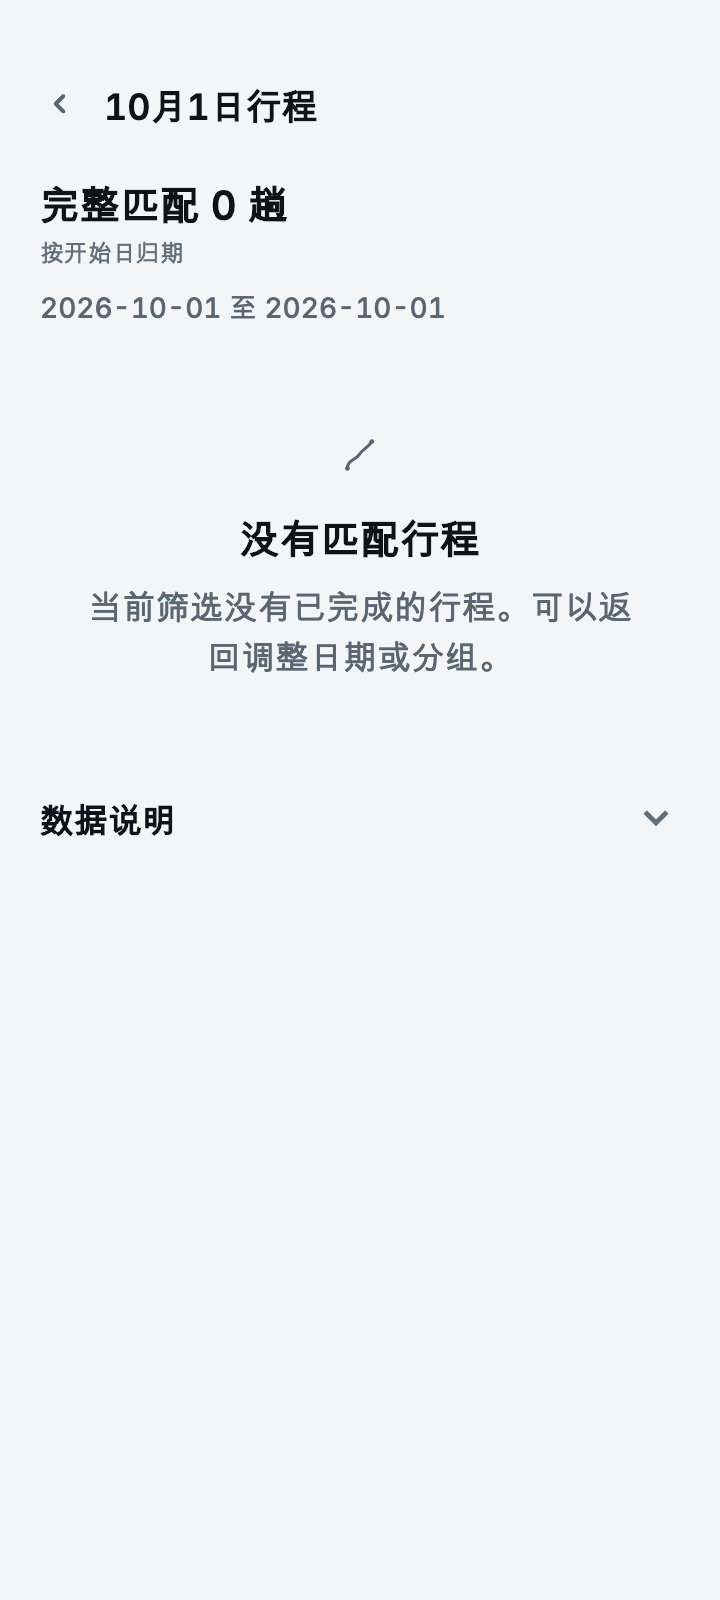 10月1日行程
完整匹配 0 趟
按开始日归期
2026-10-01 至 2026-10-01
没有匹配行程
当前筛选没有已完成的行程。可以返
回调整日期或分组。
数据说明